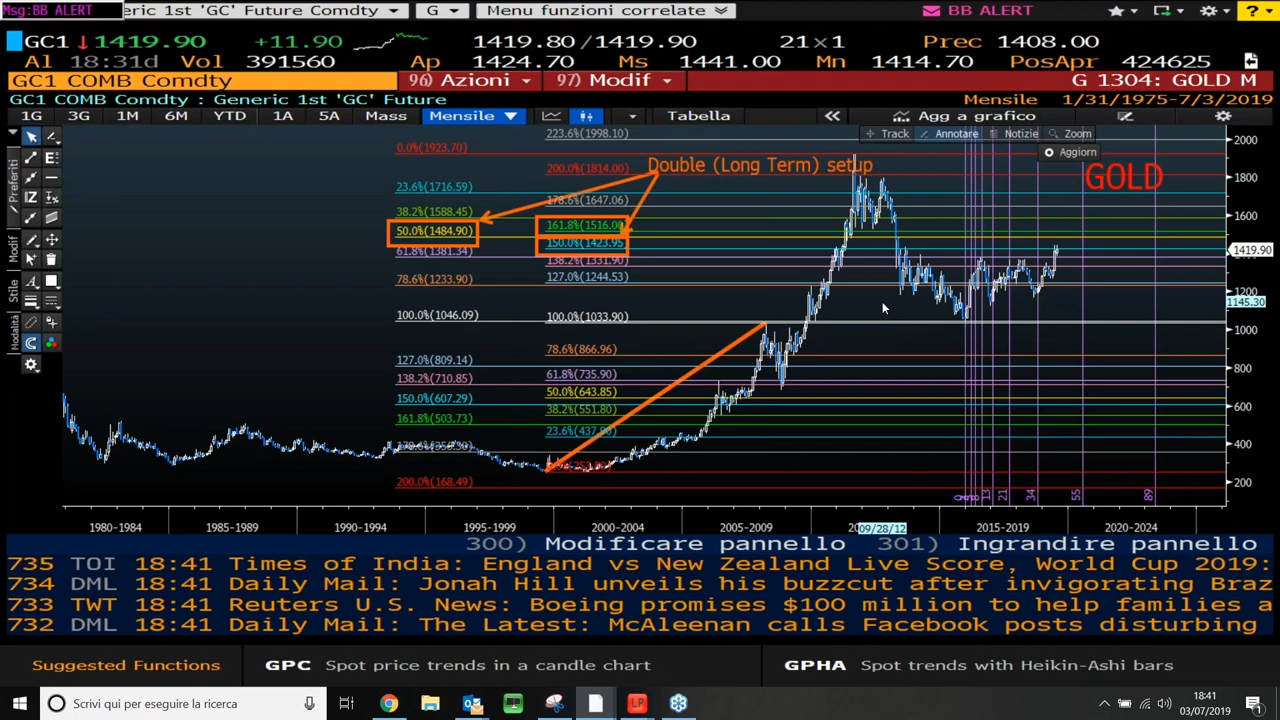 Msg:BB ALERT eric 1st 'GC' Future Comdty G Menu funzioni correlate BB ALERT ?
GC1 1419.90 +11.90 1419.80/1419.90 21x1 Prec 1408.00
Al 18:31d Vol 391560 Ap 1424.70 Ms 1441.00 Mn 1414.70 PosApr 424625
GC1 COMB Comdty 96) Azioni 97) Modif G 1304: GOLD M
GC1 COMB Comdty : Generic 1st 'GC' Future Mensile 1/31/1975-7/3/2019
1G 3G 1M 6M YTD 1A 5A Mass Mensile Tabella Agg a grafico
Track Annotare Notizie Zoom
Aggiorn
Preferiti
Modif
Stile
Modalità
GOLD
Double (Long Term) setup
223.6%(1998.10)
0.0%(1923.70)
200.0%(1814.00)
23.6%(1716.59)
178.6%(1647.06)
38.2%(1588.45)
161.8%(1516.00)
50.0%(1484.90)
150.0%(1423.95)
61.8%(1381.34)
138.2%(1331.90)
78.6%(1233.90)
127.0%(1244.53)
100.0%(1046.09)
100.0%(1033.90)
78.6%(866.96)
127.0%(809.14)
61.8%(735.90)
138.2%(710.85)
50.0%(643.85)
150.0%(607.29)
38.2%(551.80)
161.8%(503.73)
23.6%(437.90)
200.0%(168.49)
2000
1800
1600
1419.90
1200
1145.30
1000
800
600
400
200
13 21 34 55 89
1980-1984 1985-1989 1990-1994 1995-1999 2000-2004 2005-2009 09/28/12 2015-2019 2020-2024
300) Modificare pannello 301) Ingrandire pannello
735 TOI 18:41 Times of India: England vs New Zealand Live Score, World Cup 2019:
734 DML 18:41 Daily Mail: Jonah Hill unveils his buzzcut after invigorating Braz
733 TWT 18:41 Reuters U.S. News: Boeing promises $100 million to help families a
732 DML 18:41 Daily Mail: The Latest: McAleenan calls Facebook posts disturbing
Suggested Functions GPC Spot price trends in a candle chart GPHA Spot trends with Heikin-Ashi bars
Scrivi qui per eseguire la ricerca
18:41
03/07/2019